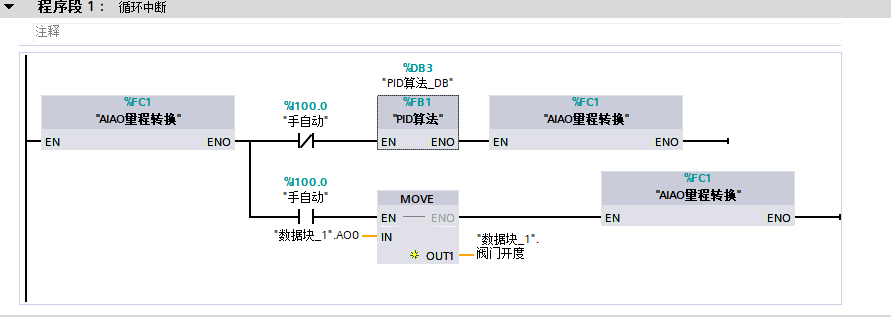 程序段 1： 循环中断
注释
%DB3
"PID算法_DB"
%FC1
"AIAO量程转换"
EN ENO
%I100.0
"手自动"
%FB1
"PID算法"
EN ENO
%FC1
"AIAO量程转换"
EN ENO
%I100.0
"手自动"
MOVE
EN ENO
"数据块_1".AO0
IN
OUT1
"数据块_1".
阀门开度
%FC1
"AIAO量程转换"
EN ENO